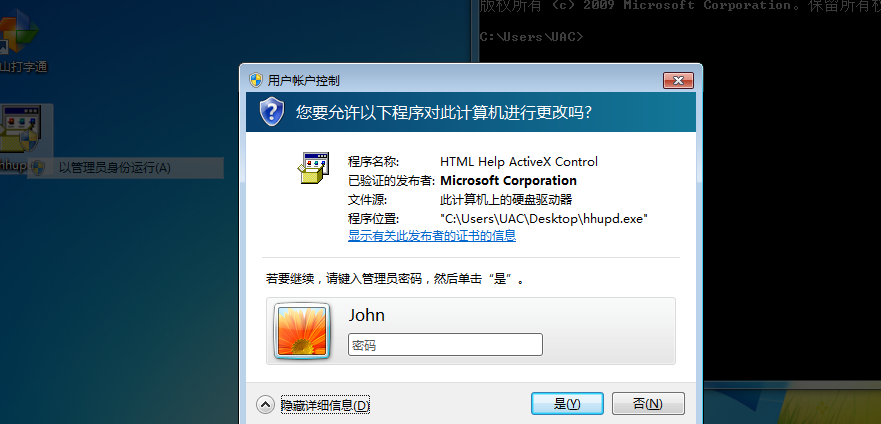 版权所有 (c) 2009 Microsoft Corporation。保留所有权
C:\Users\UAC>
山打字通
用户帐户控制
您要允许以下程序对此计算机进行更改吗?
hhup
以管理员身份运行(A)
程序名称: HTML Help ActiveX Control
已验证的发布者: Microsoft Corporation
文件源: 此计算机上的硬盘驱动器
程序位置: "C:\Users\UAC\Desktop\hhupd.exe"
显示有关此发布者的证书的信息
若要继续，请键入管理员密码，然后单击“是”。
John
密码
隐藏详细信息(D)
是(Y)
否(N)